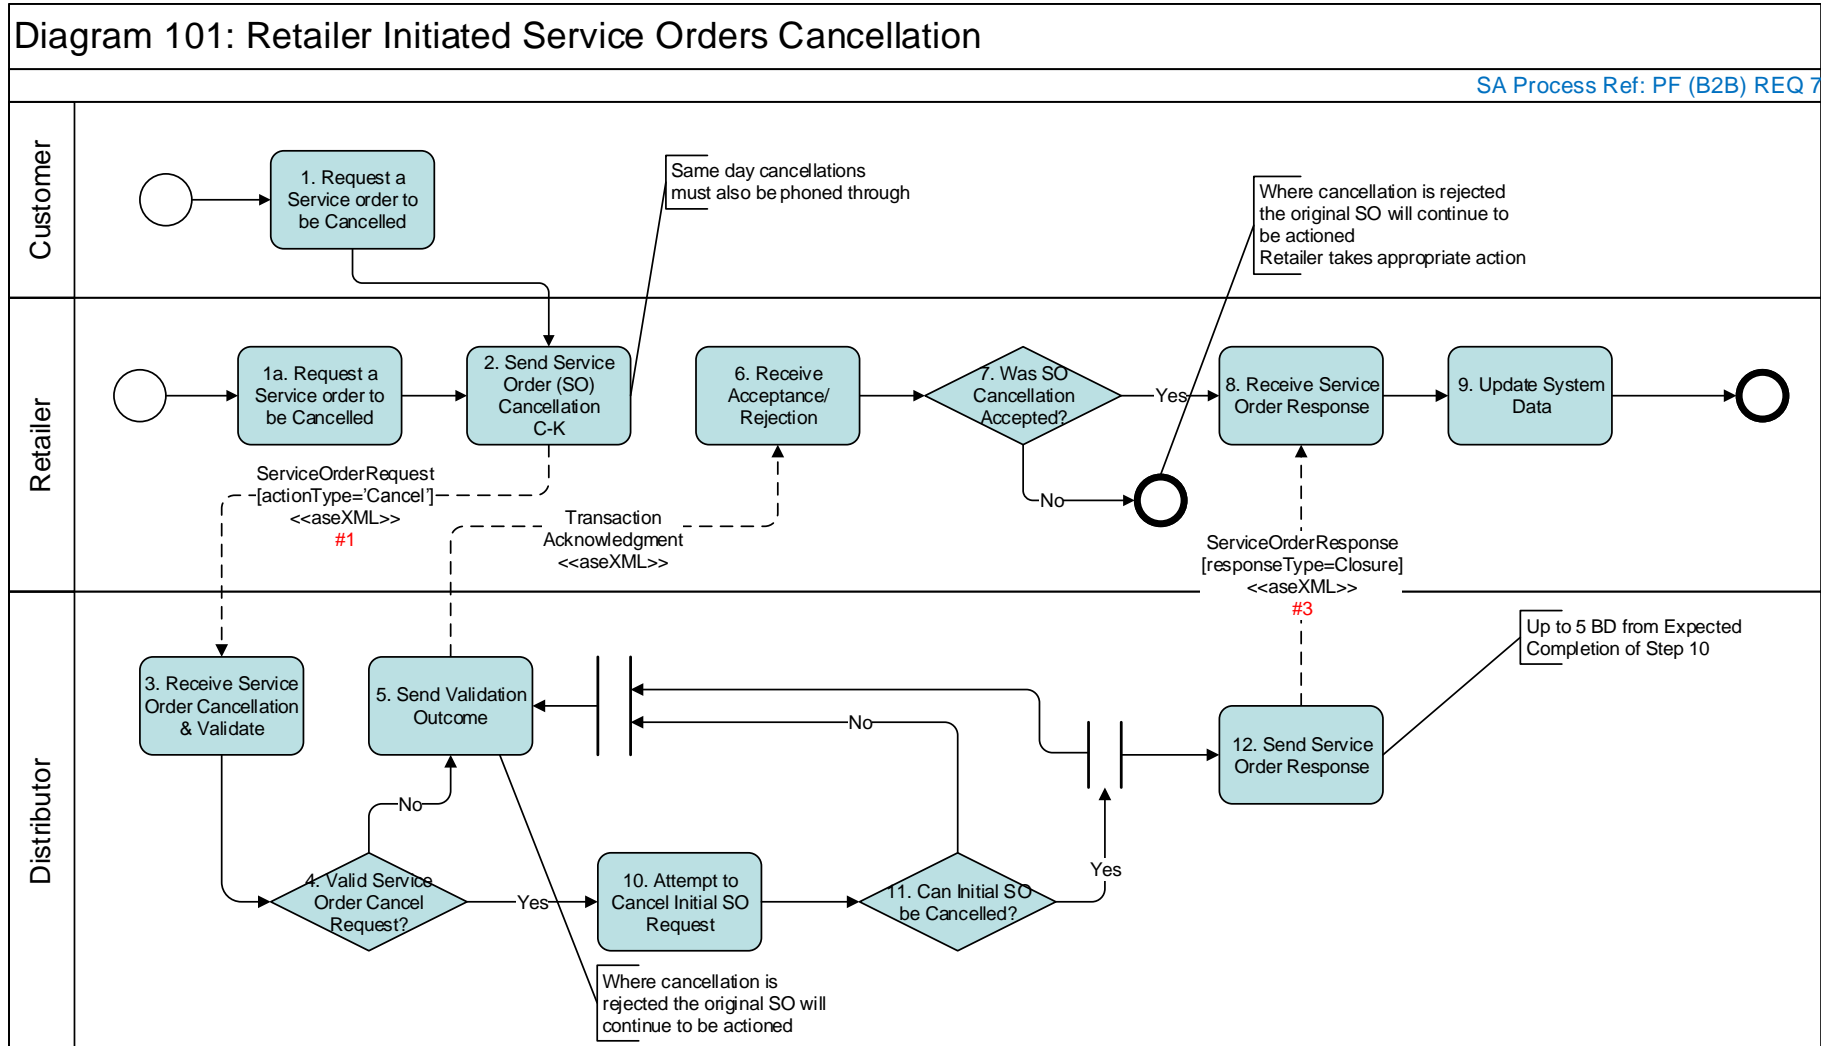 Diagram 101: Retailer Initiated Service Orders Cancellation
SA Process Ref: PF (B2B) REQ 7
Customer
1. Request a
Service order to
be Cancelled
Same day cancellations
must also be phoned through
Where cancellation is rejected
the original SO will continue to
be actioned
Retailer takes appropriate action
Retailer
1a. Request a
Service order to
be Cancelled
2. Send Service
Order (SO)
Cancellation
C-K
6. Receive
Acceptance/
Rejection
7. Was SO
Cancellation
Accepted?
Yes
No
8. Receive Service
Order Response
9. Update System
Data
ServiceOrderRequest
[actionType='Cancel']
<<aseXML>>
#1
Transaction
Acknowledgment
<<aseXML>>
ServiceOrderResponse
[responseType=Closure]
<<aseXML>>
#3
Distributor
3. Receive Service
Order Cancellation
& Validate
5. Send Validation
Outcome
No
No
12. Send Service
Order Response
Up to 5 BD from Expected
Completion of Step 10
4. Valid Service
Order Cancel
Request?
Yes
10. Attempt to
Cancel Initial SO
Request
11. Can Initial SO
be Cancelled?
Yes
Where cancellation is
rejected the original SO will
continue to be actioned